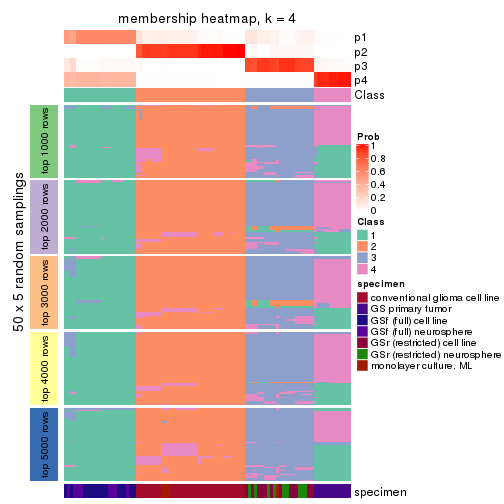 membership heatmap, k = 4
p1
p2
p3
p4
Class
50 x 5 random samplings
top 1000 rows
top 2000 rows
top 3000 rows
top 4000 rows
top 5000 rows
specimen
Prob
1
0.8
0.6
0.4
0.2
0
Class
1
2
3
4
specimen
conventional glioma cell line
GS primary tumor
GSf (full) cell line
GSf (full) neurosphere
GSr (restricted) cell line
GSr (restricted) neurosphere
monolayer culture, ML